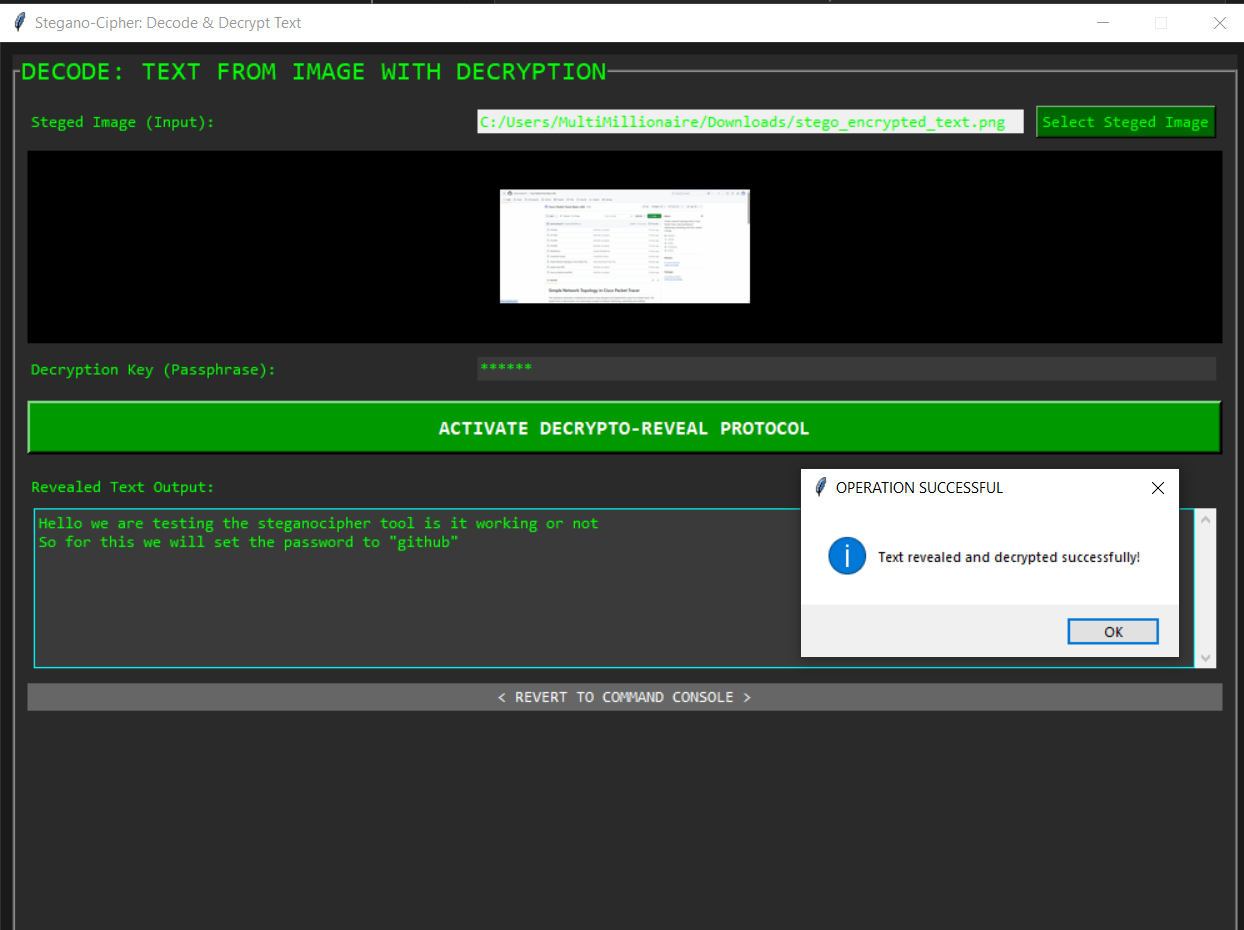 Stegano-Cipher: Decode & Decrypt Text
DECODE: TEXT FROM IMAGE WITH DECRYPTION
Steged Image (Input):
C:/Users/MultiMillionaire/Downloads/stego_encrypted_text.png
Select Steged Image
Simple Network Topology in Cisco Packet Tracer
Decryption Key (Passphrase):
******
ACTIVATE DECRYPTO-REVEAL PROTOCOL
Revealed Text Output:
Hello we are testing the steganocipher tool is it working or not
So for this we will set the password to "github"
OPERATION SUCCESSFUL
Text revealed and decrypted successfully!
OK
< REVERT TO COMMAND CONSOLE >